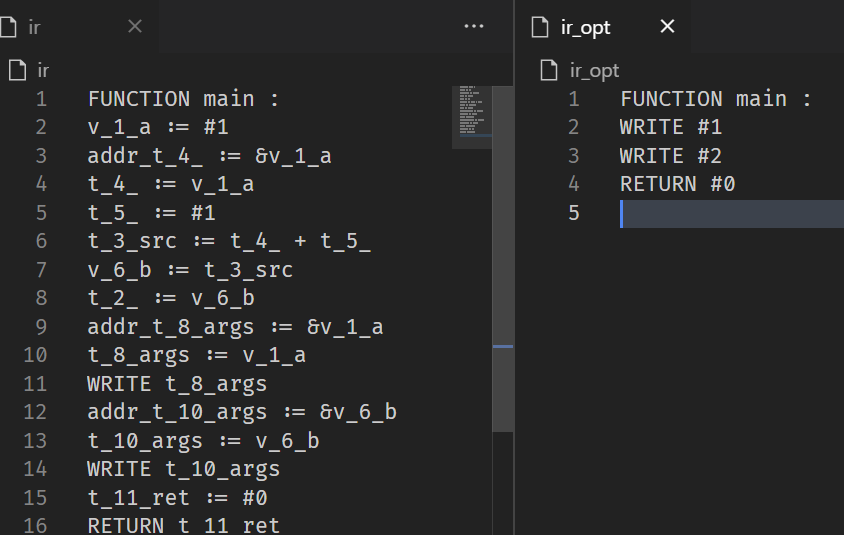 ir
ir
1 FUNCTION main :
2 v_1_a := #1
3 addr_t_4_ := &v_1_a
4 t_4_ := v_1_a
5 t_5_ := #1
6 t_3_src := t_4_ + t_5_
7 v_6_b := t_3_src
8 t_2_ := v_6_b
9 addr_t_8_args := &v_1_a
10 t_8_args := v_1_a
11 WRITE t_8_args
12 addr_t_10_args := &v_6_b
13 t_10_args := v_6_b
14 WRITE t_10_args
15 t_11_ret := #0
16 RETURN t_11_ret
ir_opt
ir_opt
1 FUNCTION main :
2 WRITE #1
3 WRITE #2
4 RETURN #0
5